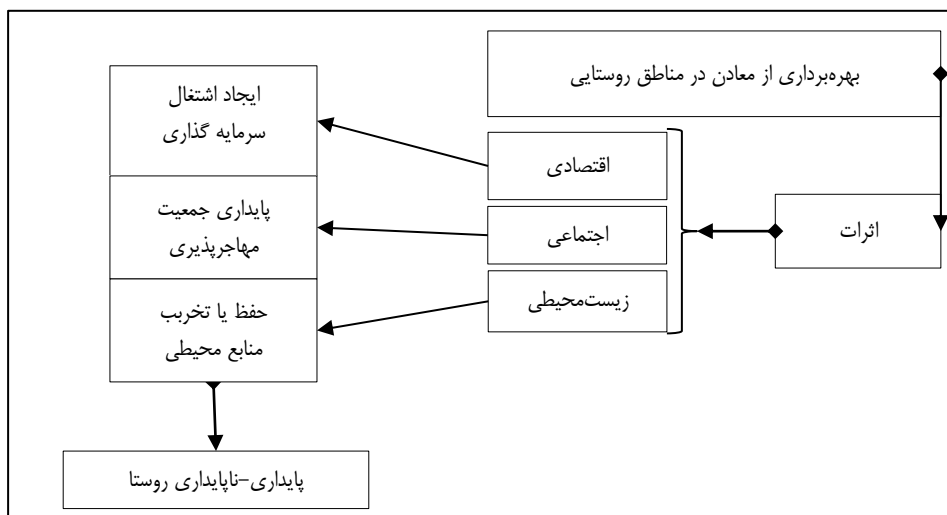 بهره‌برداری از معادن در مناطق روستایی
اثرات
اقتصادی
اجتماعی
زیست‌محیطی
ایجاد اشتغال
سرمایه گذاری
پایداری جمعیت
مهاجرپذیری
حفظ یا تخریب
منابع محیطی
پایداری-ناپایداری روستا